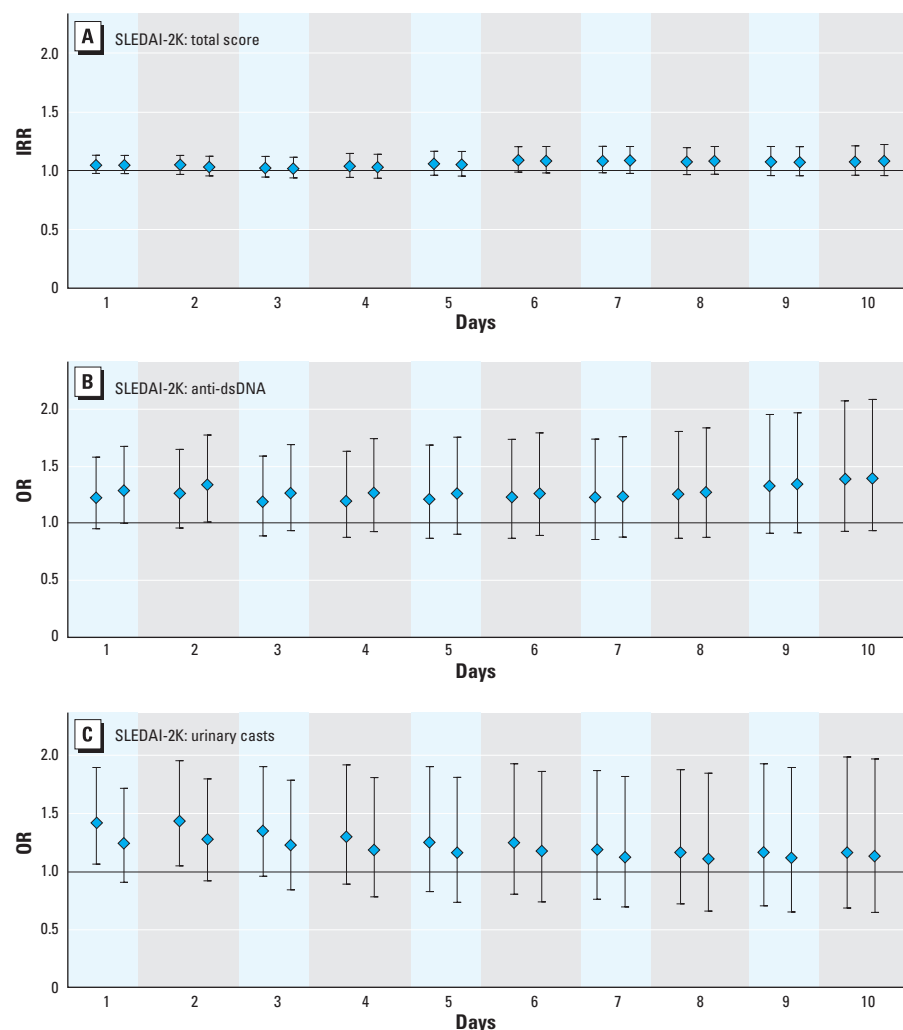 A SLEDAI-2K: total score
2.0
1.5
1.0
0.5
0
IRR
1 2 3 4 5 6 7 8 9 10
Days
B SLEDAI-2K: anti-dsDNA
2.0
1.5
1.0
0.5
0
OR
1 2 3 4 5 6 7 8 9 10
Days
C SLEDAI-2K: urinary casts
2.0
1.5
1.0
0.5
0
OR
1 2 3 4 5 6 7 8 9 10
Days